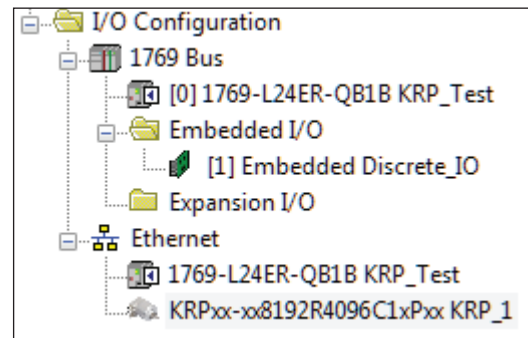 I/O Configuration
1769 Bus
[0] 1769-L24ER-QB1B KRP_Test
Embedded I/O
[1] Embedded Discrete_IO
Expansion I/O
Ethernet
1769-L24ER-QB1B KRP_Test
KRPxx-xx8192R4096C1xPxx KRP_1